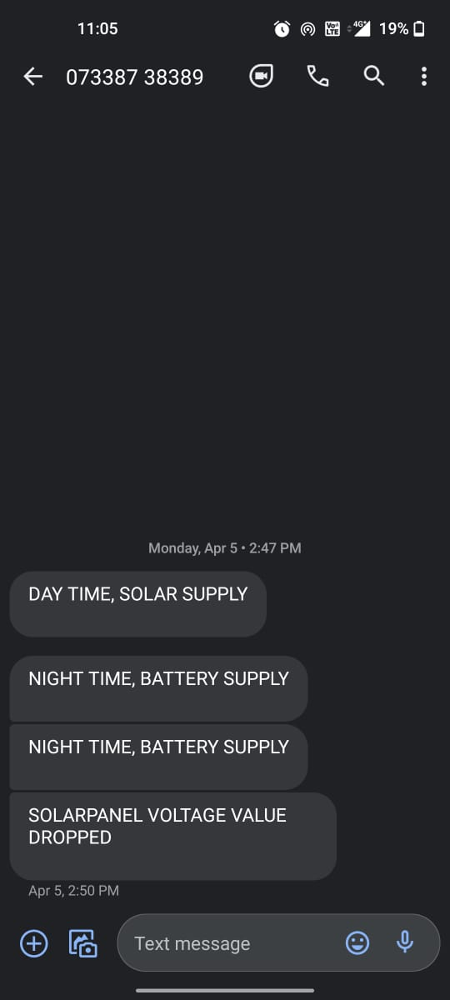 11:05
Vo LTE 4G+ 19%
073387 38389
Monday, Apr 5 • 2:47 PM
DAY TIME, SOLAR SUPPLY
NIGHT TIME, BATTERY SUPPLY
NIGHT TIME, BATTERY SUPPLY
SOLARPANEL VOLTAGE VALUE
DROPPED
Apr 5, 2:50 PM
Text message